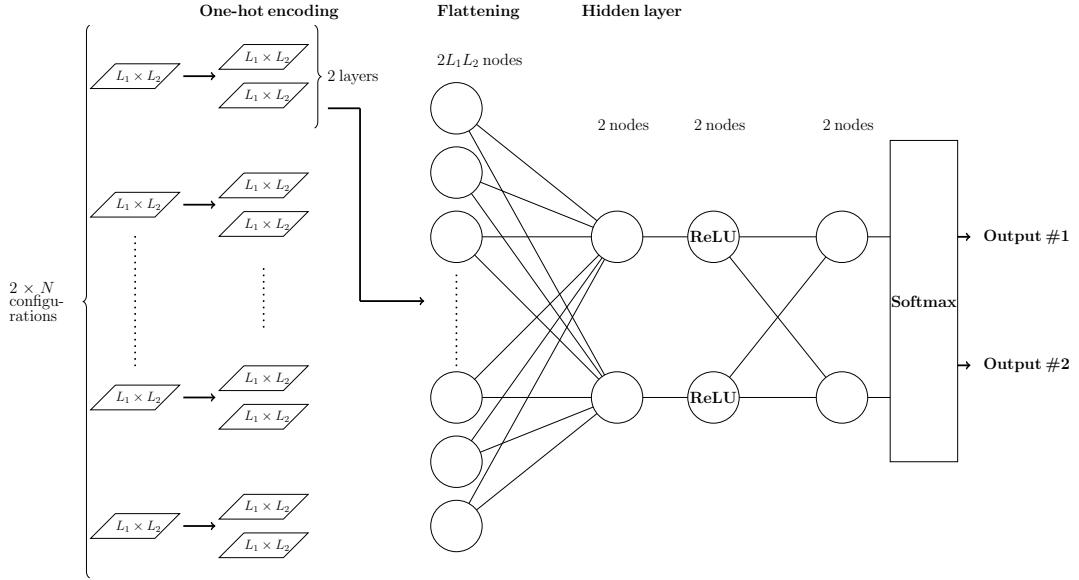 One-hot encoding
Flattening
Hidden layer
L₁ × L₂
L₁ × L₂
L₁ × L₂
2 layers
2L₁L₂ nodes
2 nodes
2 nodes
2 nodes
L₁ × L₂
L₁ × L₂
L₁ × L₂
2 × N
configu-
rations
L₁ × L₂
L₁ × L₂
L₁ × L₂
L₁ × L₂
L₁ × L₂
L₁ × L₂
ReLU
ReLU
Softmax
Output #1
Output #2